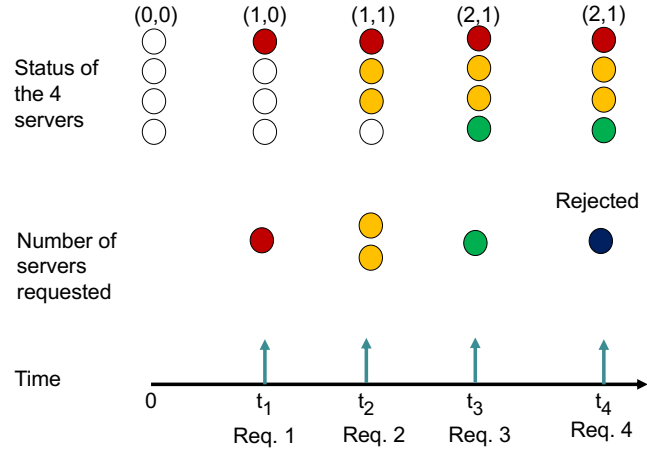 (0,0) (1,0) (1,1) (2,1) (2,1)
Status of
the 4
servers
Rejected
Number of
servers
requested
Time
0 t1 t2 t3 t4
Req. 1 Req. 2 Req. 3 Req. 4